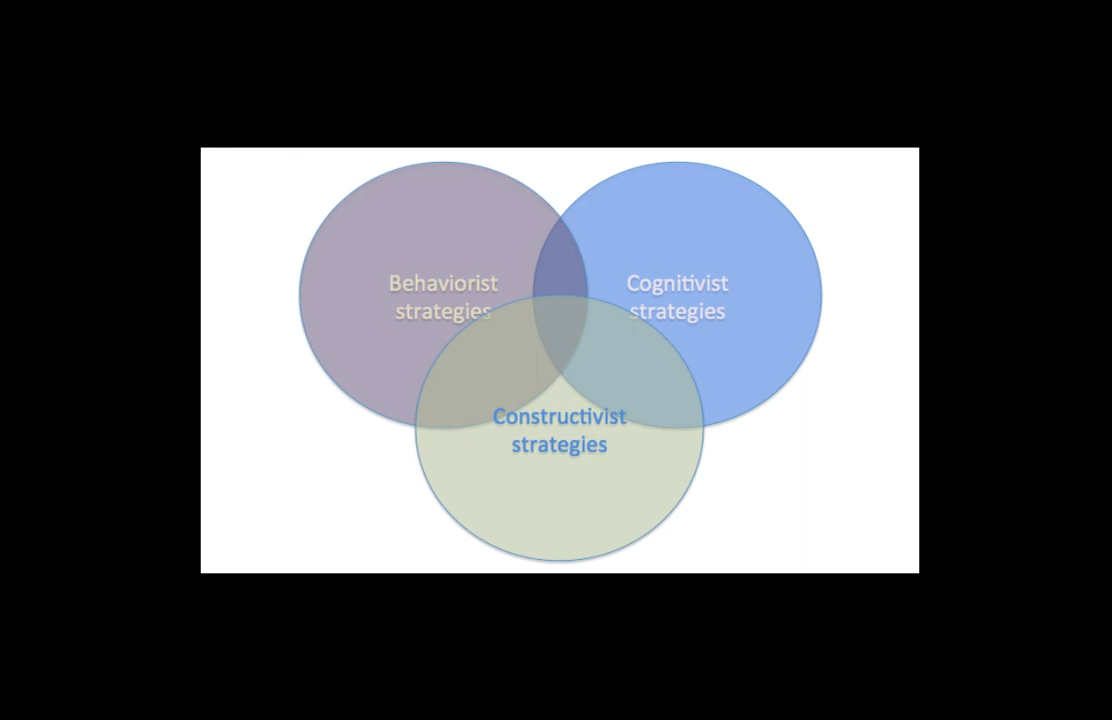 Behaviorist
strategies
Cognitivist
strategies
Constructivist
strategies